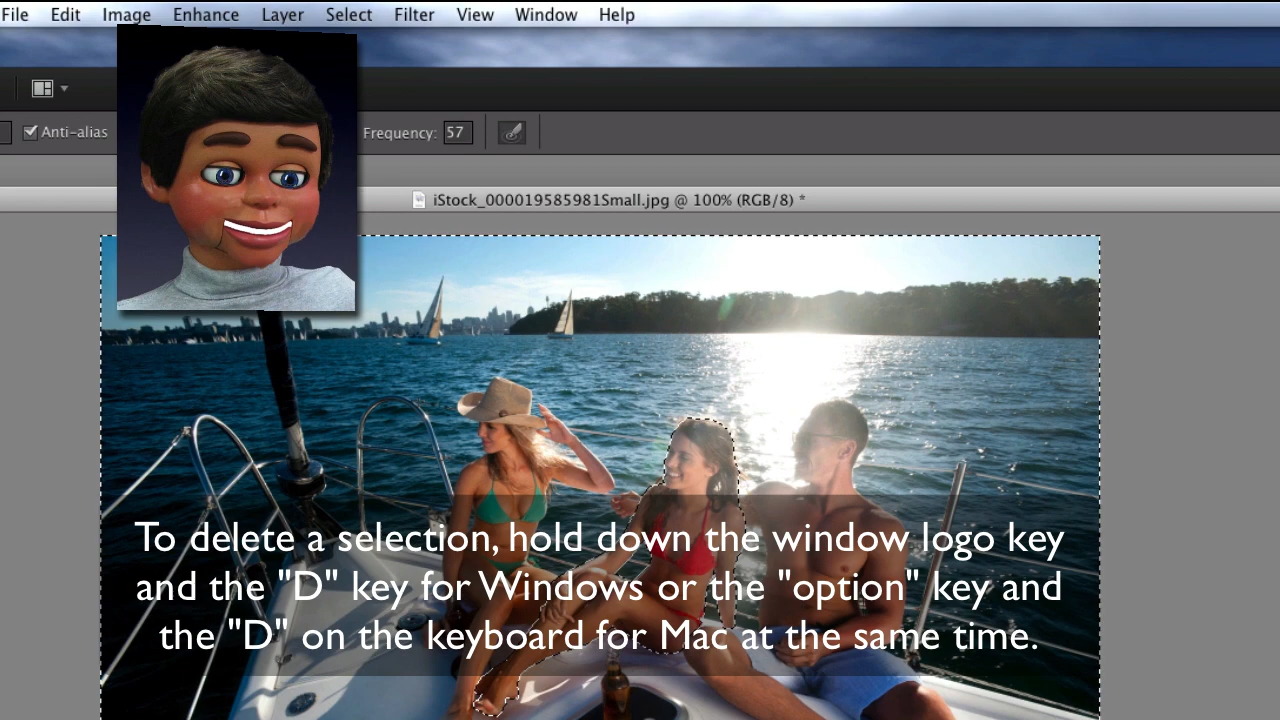 File Edit Image Enhance Layer Select Filter View Window Help
Anti-alias Frequency: 57
iStock_000019585981Small.jpg @ 100% (RGB/8) *
To delete a selection, hold down the window logo key
and the "D" key for Windows or the "option" key and
the "D" on the keyboard for Mac at the same time.